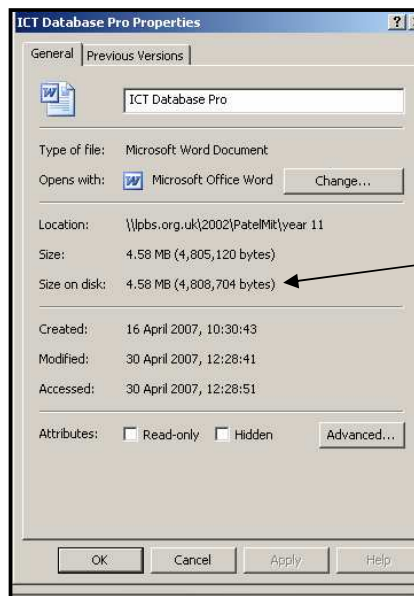 ICT Database Pro Properties
General Previous Versions
ICT Database Pro
Type of file: Microsoft Word Document
Opens with: Microsoft Office Word Change...
Location: \\lpbs.org.uk\2002\PatelMit\year 11
Size: 4.58 MB (4,805,120 bytes)
Size on disk: 4.58 MB (4,808,704 bytes)
Created: 16 April 2007, 10:30:43
Modified: 30 April 2007, 12:28:41
Accessed: 30 April 2007, 12:28:51
Attributes: Read-only Hidden Advanced...
OK Cancel Apply Help